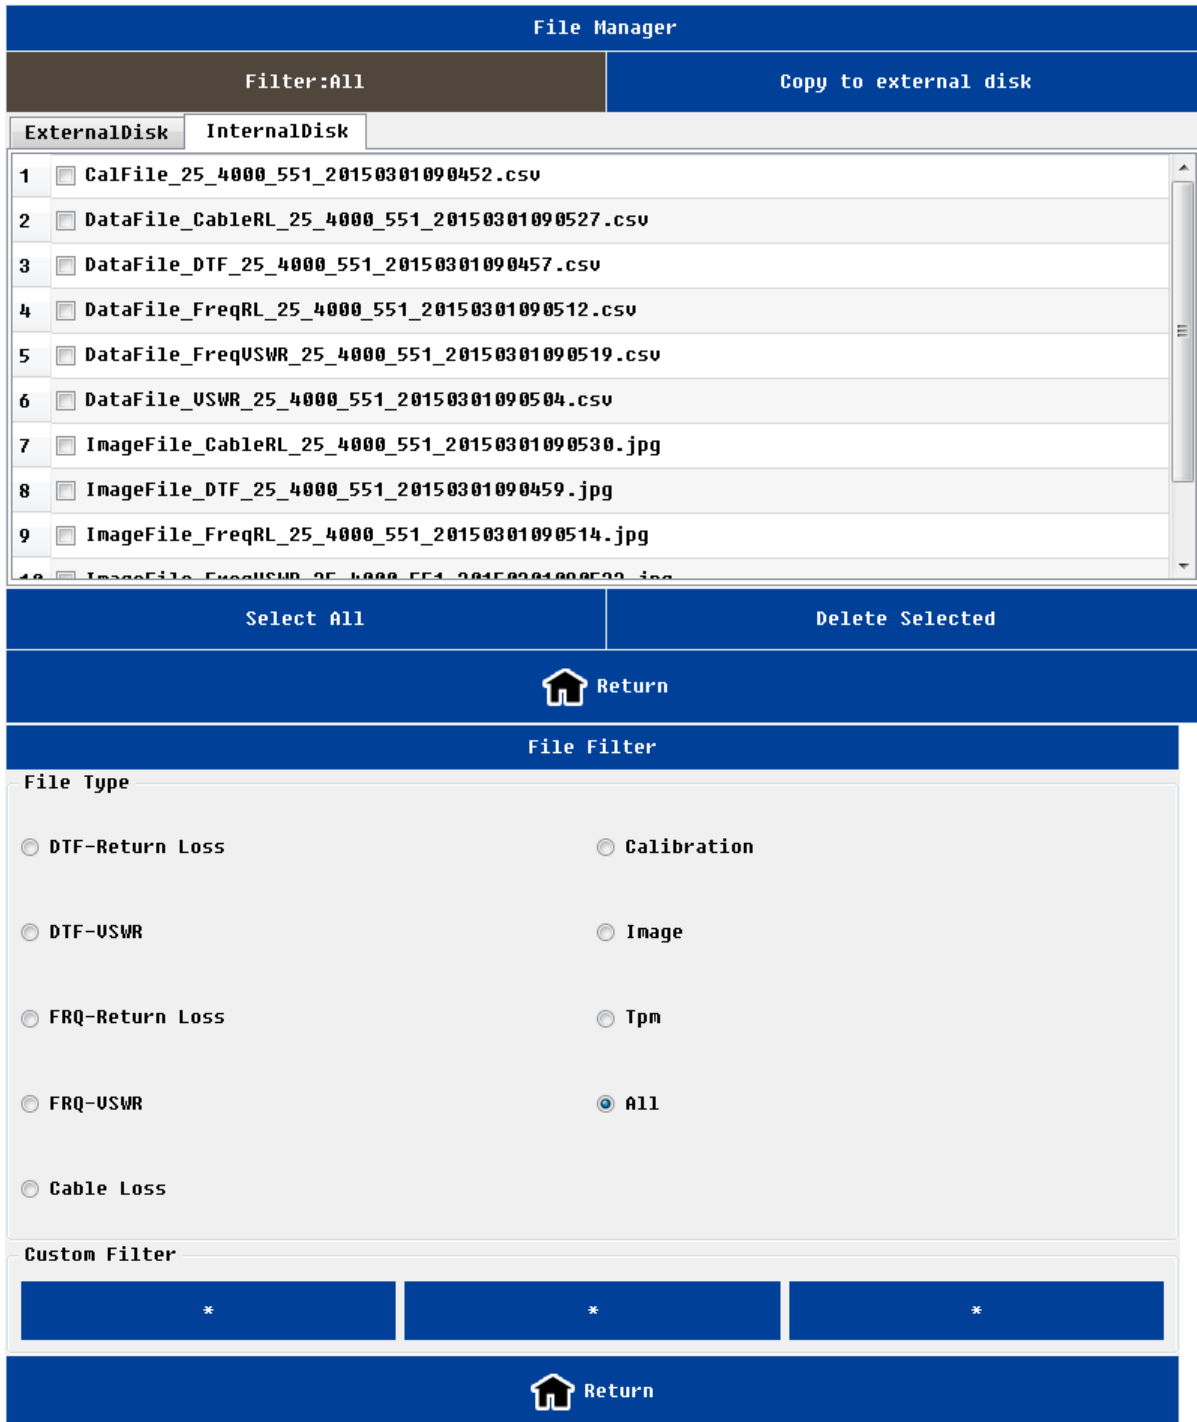 File Manager
Filter:All
Copy to external disk
ExternalDisk
InternalDisk
1 CalFile_25_4000_551_20150301090452.csv
2 DataFile_CableRL_25_4000_551_20150301090527.csv
3 DataFile_DTF_25_4000_551_20150301090457.csv
4 DataFile_FreqRL_25_4000_551_20150301090512.csv
5 DataFile_FreqVSWR_25_4000_551_20150301090519.csv
6 DataFile_VSWR_25_4000_551_20150301090504.csv
7 ImageFile_CableRL_25_4000_551_20150301090530.jpg
8 ImageFile_DTF_25_4000_551_20150301090459.jpg
9 ImageFile_FreqRL_25_4000_551_20150301090514.jpg
10 ImageFile_FreqVSWR_25_4000_551_20150301090522.jpg
Select All
Delete Selected
Return
File Filter
File Type
DTF-Return Loss
Calibration
DTF-VSWR
Image
FRQ-Return Loss
Tpm
FRQ-VSWR
All
Cable Loss
Custom Filter
* * *
Return